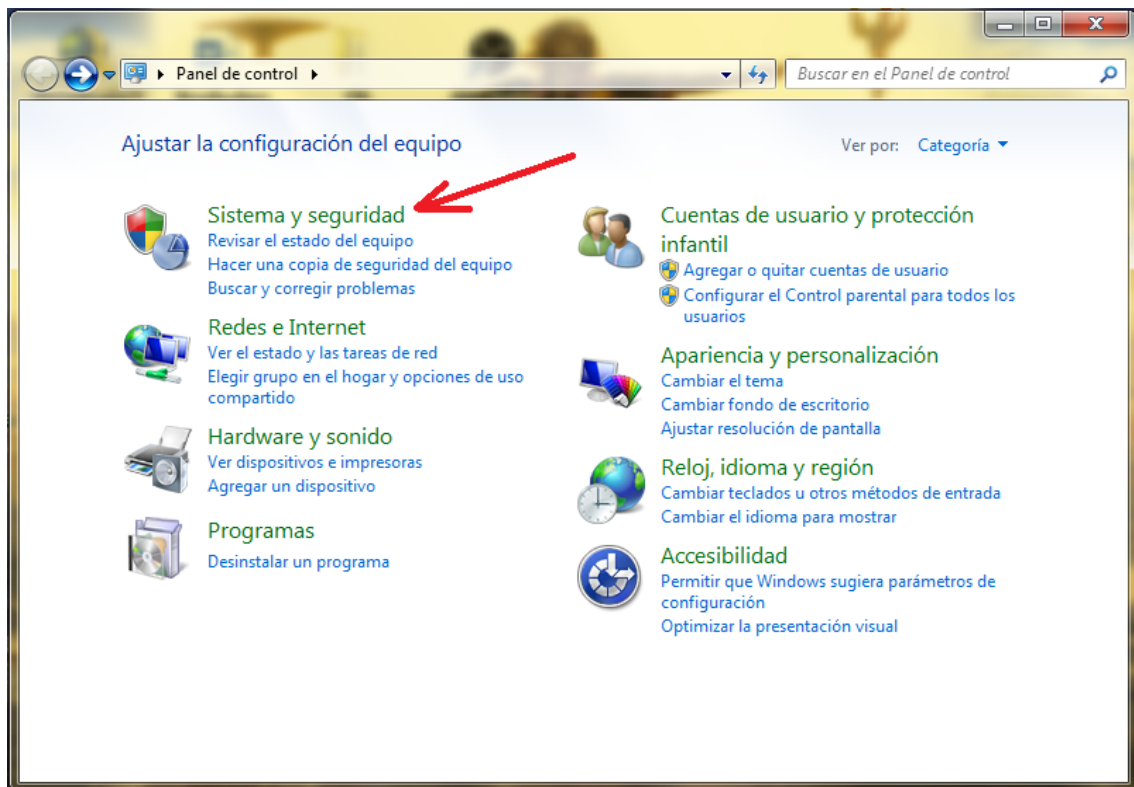 Panel de control
Buscar en el Panel de control
Ajustar la configuración del equipo
Ver por: Categoría
Sistema y seguridad
Revisar el estado del equipo
Hacer una copia de seguridad del equipo
Buscar y corregir problemas
Redes e Internet
Ver el estado y las tareas de red
Elegir grupo en el hogar y opciones de uso
compartido
Hardware y sonido
Ver dispositivos e impresoras
Agregar un dispositivo
Programas
Desinstalar un programa
Cuentas de usuario y protección
infantil
Agregar o quitar cuentas de usuario
Configurar el Control parental para todos los
usuarios
Apariencia y personalización
Cambiar el tema
Cambiar fondo de escritorio
Ajustar resolución de pantalla
Reloj, idioma y región
Cambiar teclados u otros métodos de entrada
Cambiar el idioma para mostrar
Accesibilidad
Permitir que Windows sugiera parámetros de
configuración
Optimizar la presentación visual